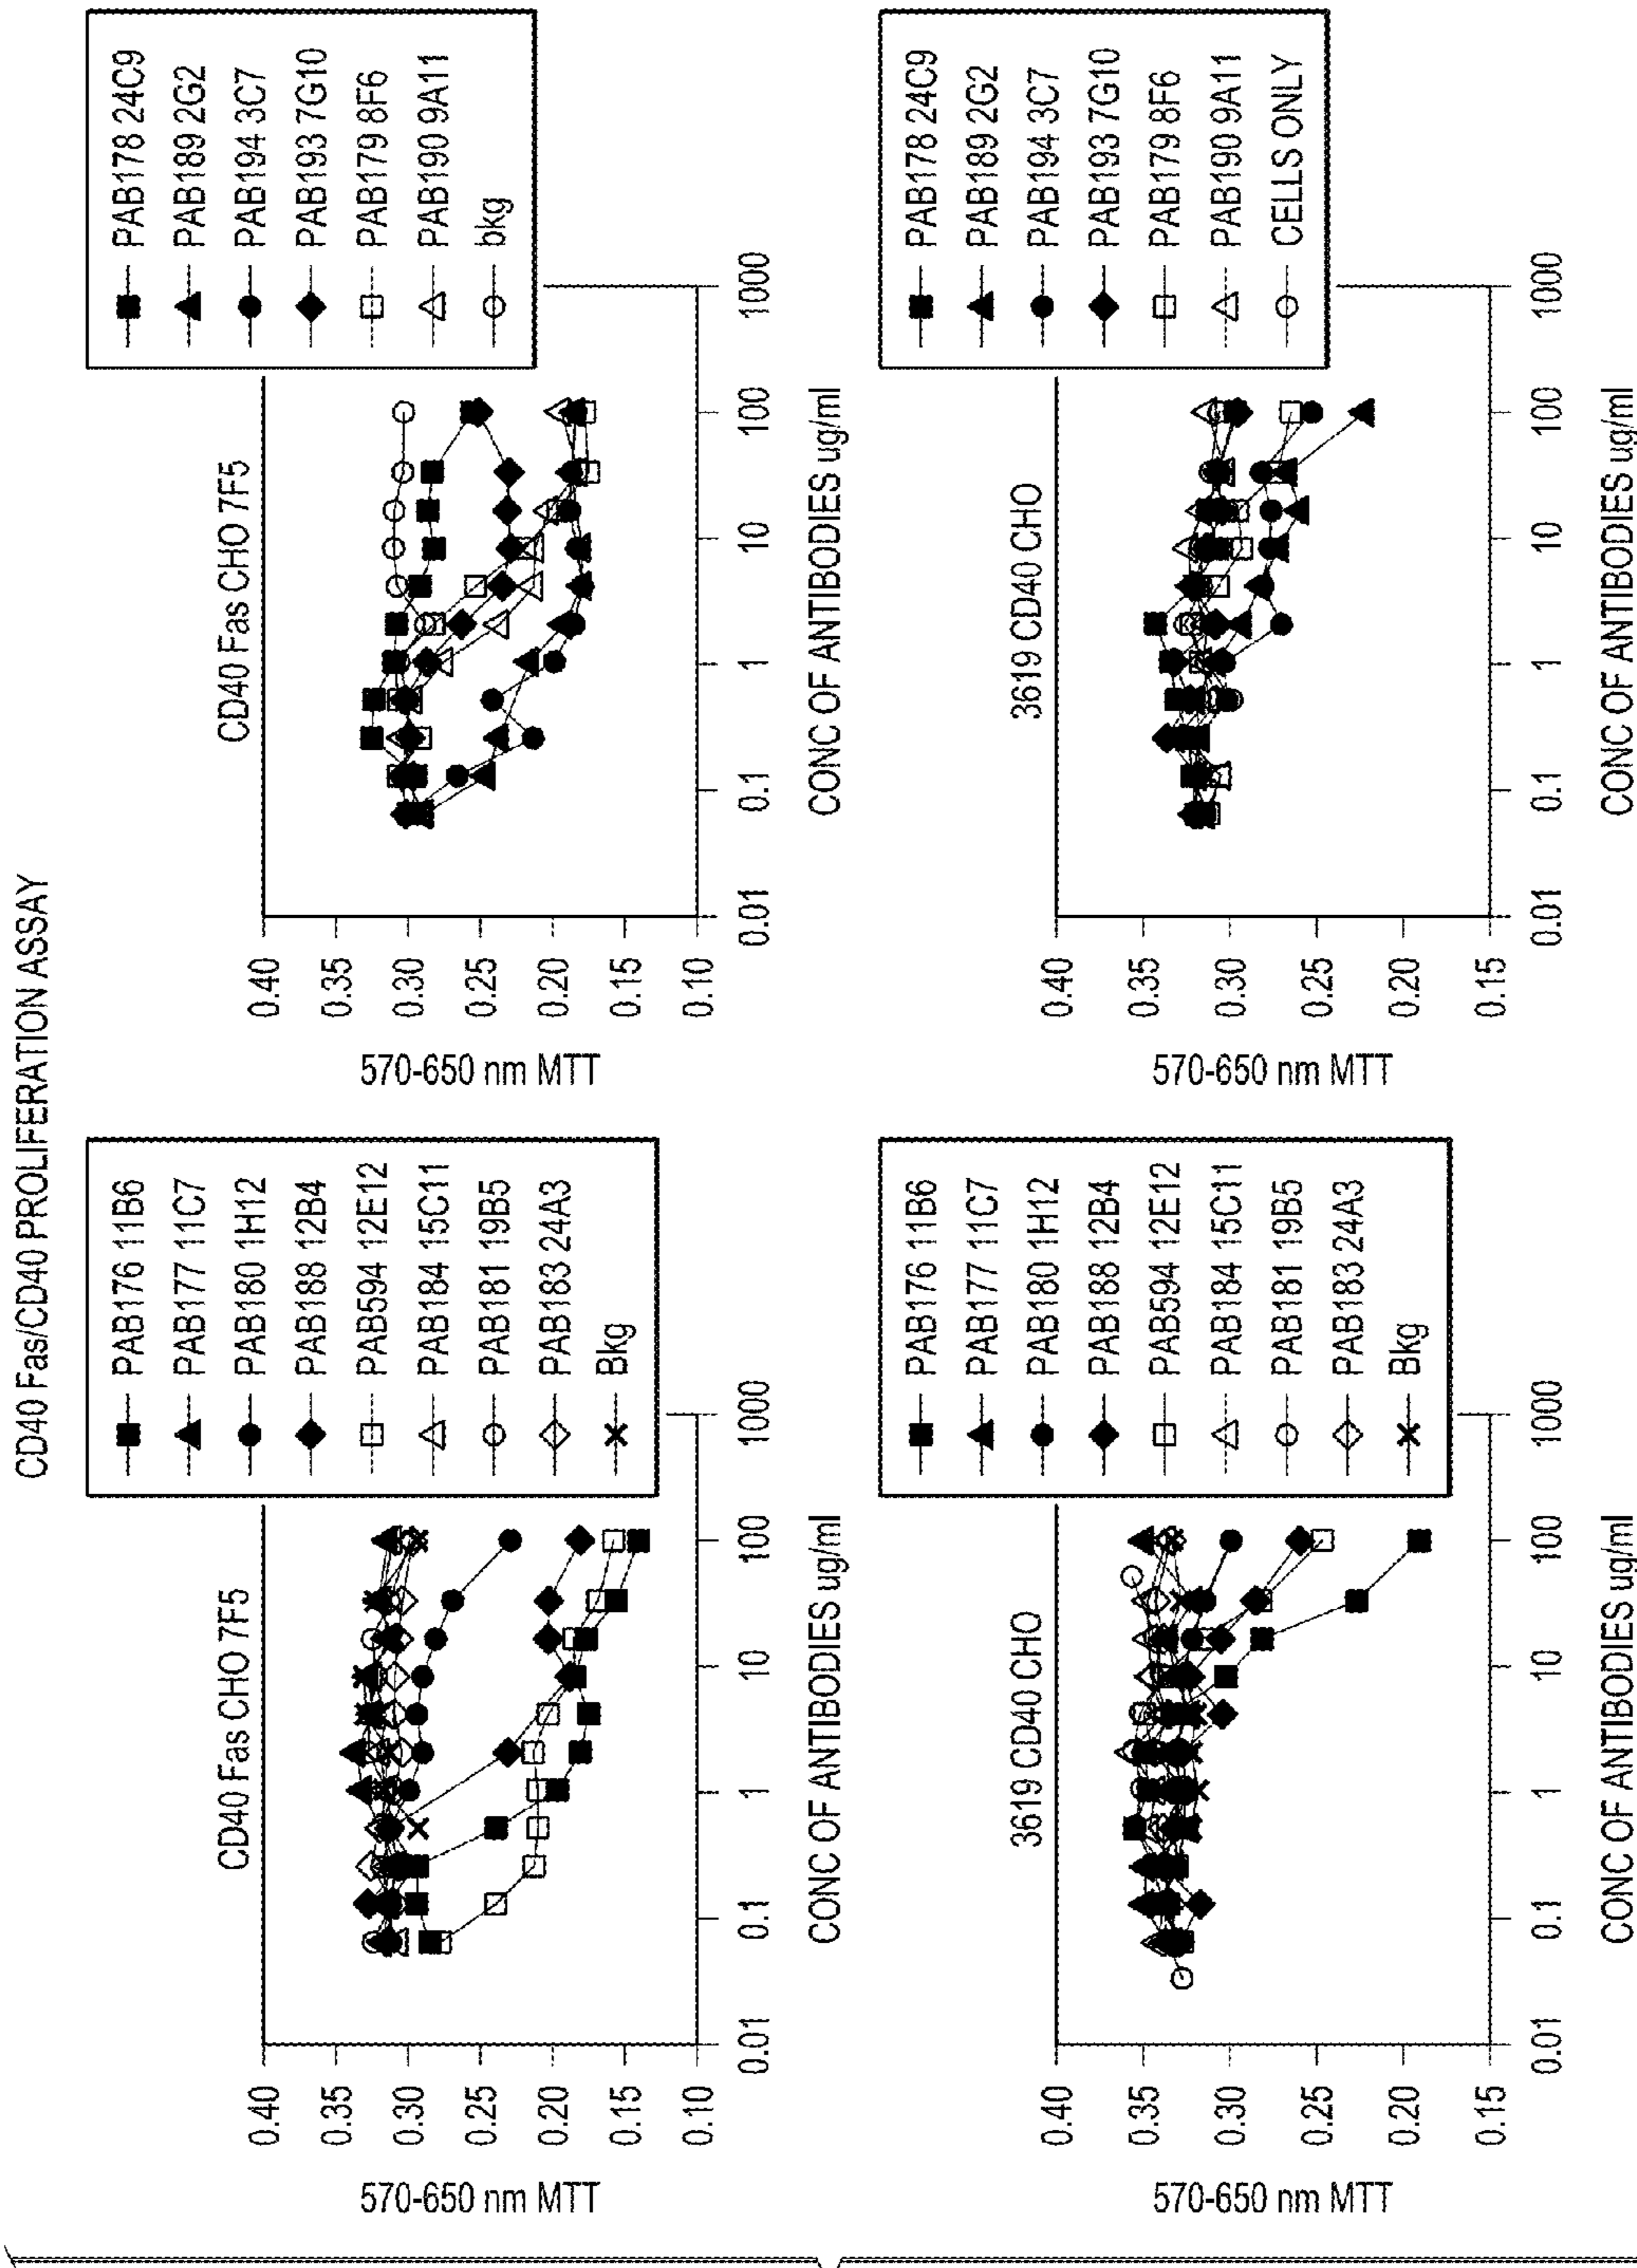 CD40 Fas/CD40 PROLIFERATION ASSAY
CD40 Fas CHO 7F5
570-650 nm MTT
0.40
0.35
0.30
0.25
0.20
0.15
0.10
0.01
0.1
1
10
100
1000
CONC OF ANTIBODIES ug/ml
PAB176 11B6
PAB177 11C7
PAB180 1H12
PAB188 12B4
PAB594 12E12
PAB184 15C11
PAB181 19B5
PAB183 24A3
Bkg
CD40 Fas CHO 7F5
570-650 nm MTT
0.40
0.35
0.30
0.25
0.20
0.15
0.10
0.01
0.1
1
10
100
1000
CONC OF ANTIBODIES ug/ml
PAB178 24C9
PAB189 2G2
PAB194 3C7
PAB193 7G10
PAB179 8F6
PAB190 9A11
bkg
3619 CD40 CHO
570-650 nm MTT
0.40
0.35
0.30
0.25
0.20
0.15
0.01
0.1
1
10
100
1000
CONC OF ANTIBODIES ug/ml
PAB176 11B6
PAB177 11C7
PAB180 1H12
PAB188 12B4
PAB594 12E12
PAB184 15C11
PAB181 19B5
PAB183 24A3
Bkg
3619 CD40 CHO
570-650 nm MTT
0.40
0.35
0.30
0.25
0.20
0.15
0.01
0.1
1
10
100
1000
CONC OF ANTIBODIES ug/ml
PAB178 24C9
PAB189 2G2
PAB194 3C7
PAB193 7G10
PAB179 8F6
PAB190 9A11
CELLS ONLY